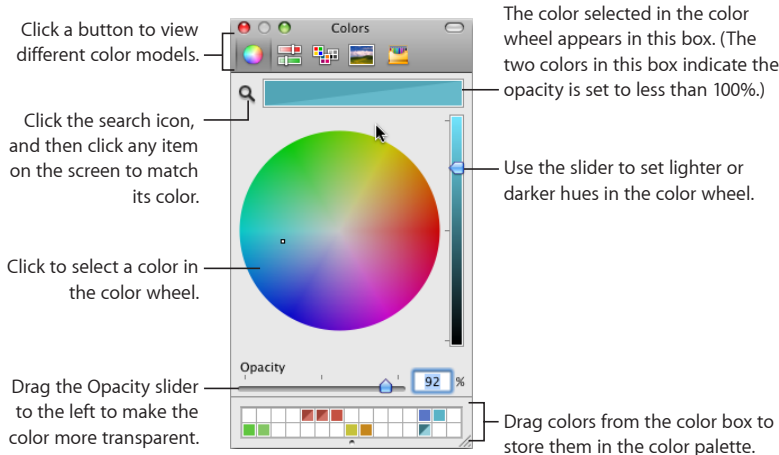 Click a button to view
different color models.
Colors
The color selected in the color
wheel appears in this box. (The
two colors in this box indicate the
opacity is set to less than 100%.)
Click the search icon,
and then click any item
on the screen to match
its color.
Use the slider to set lighter or
darker hues in the color wheel.
Click to select a color in
the color wheel.
Opacity
92 %
Drag the Opacity slider
to the left to make the
color more transparent.
Drag colors from the color box to
store them in the color palette.